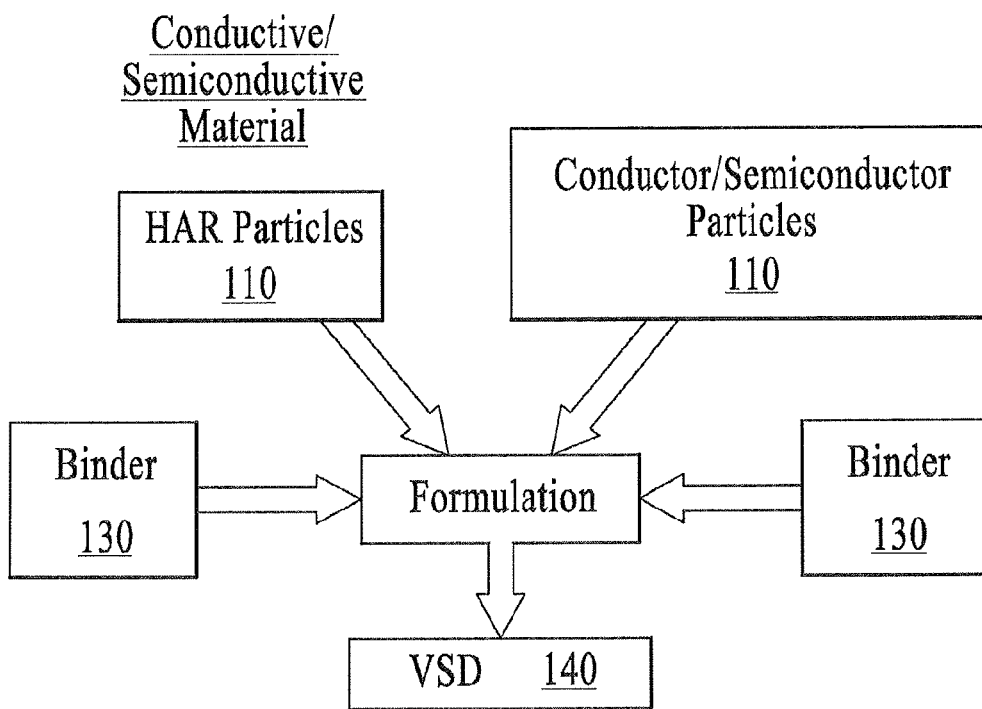 Conductive/
Semiconductive
Material
HAR Particles
110
Conductor/Semiconductor
Particles
110
Binder
130
Formulation
Binder
130
VSD 140